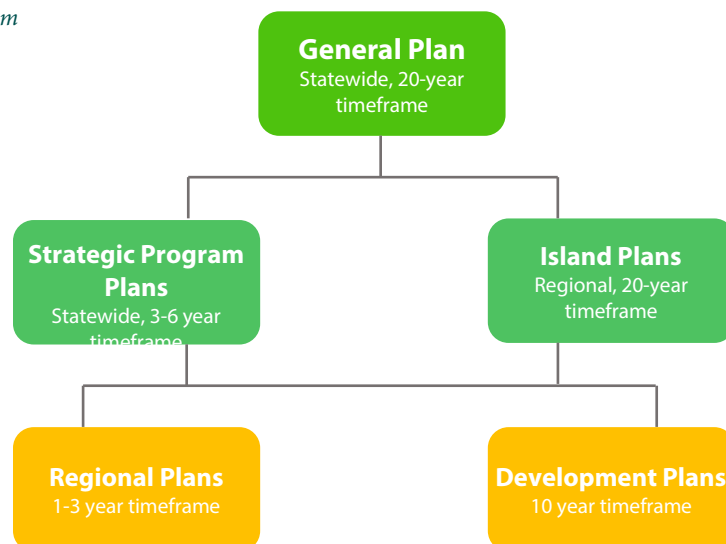 m
General Plan
Statewide, 20-year
timeframe
Strategic Program
Plans
Statewide, 3-6 year
timeframe
Island Plans
Regional, 20-year
timeframe
Regional Plans
1-3 year timeframe
Development Plans
10 year timeframe